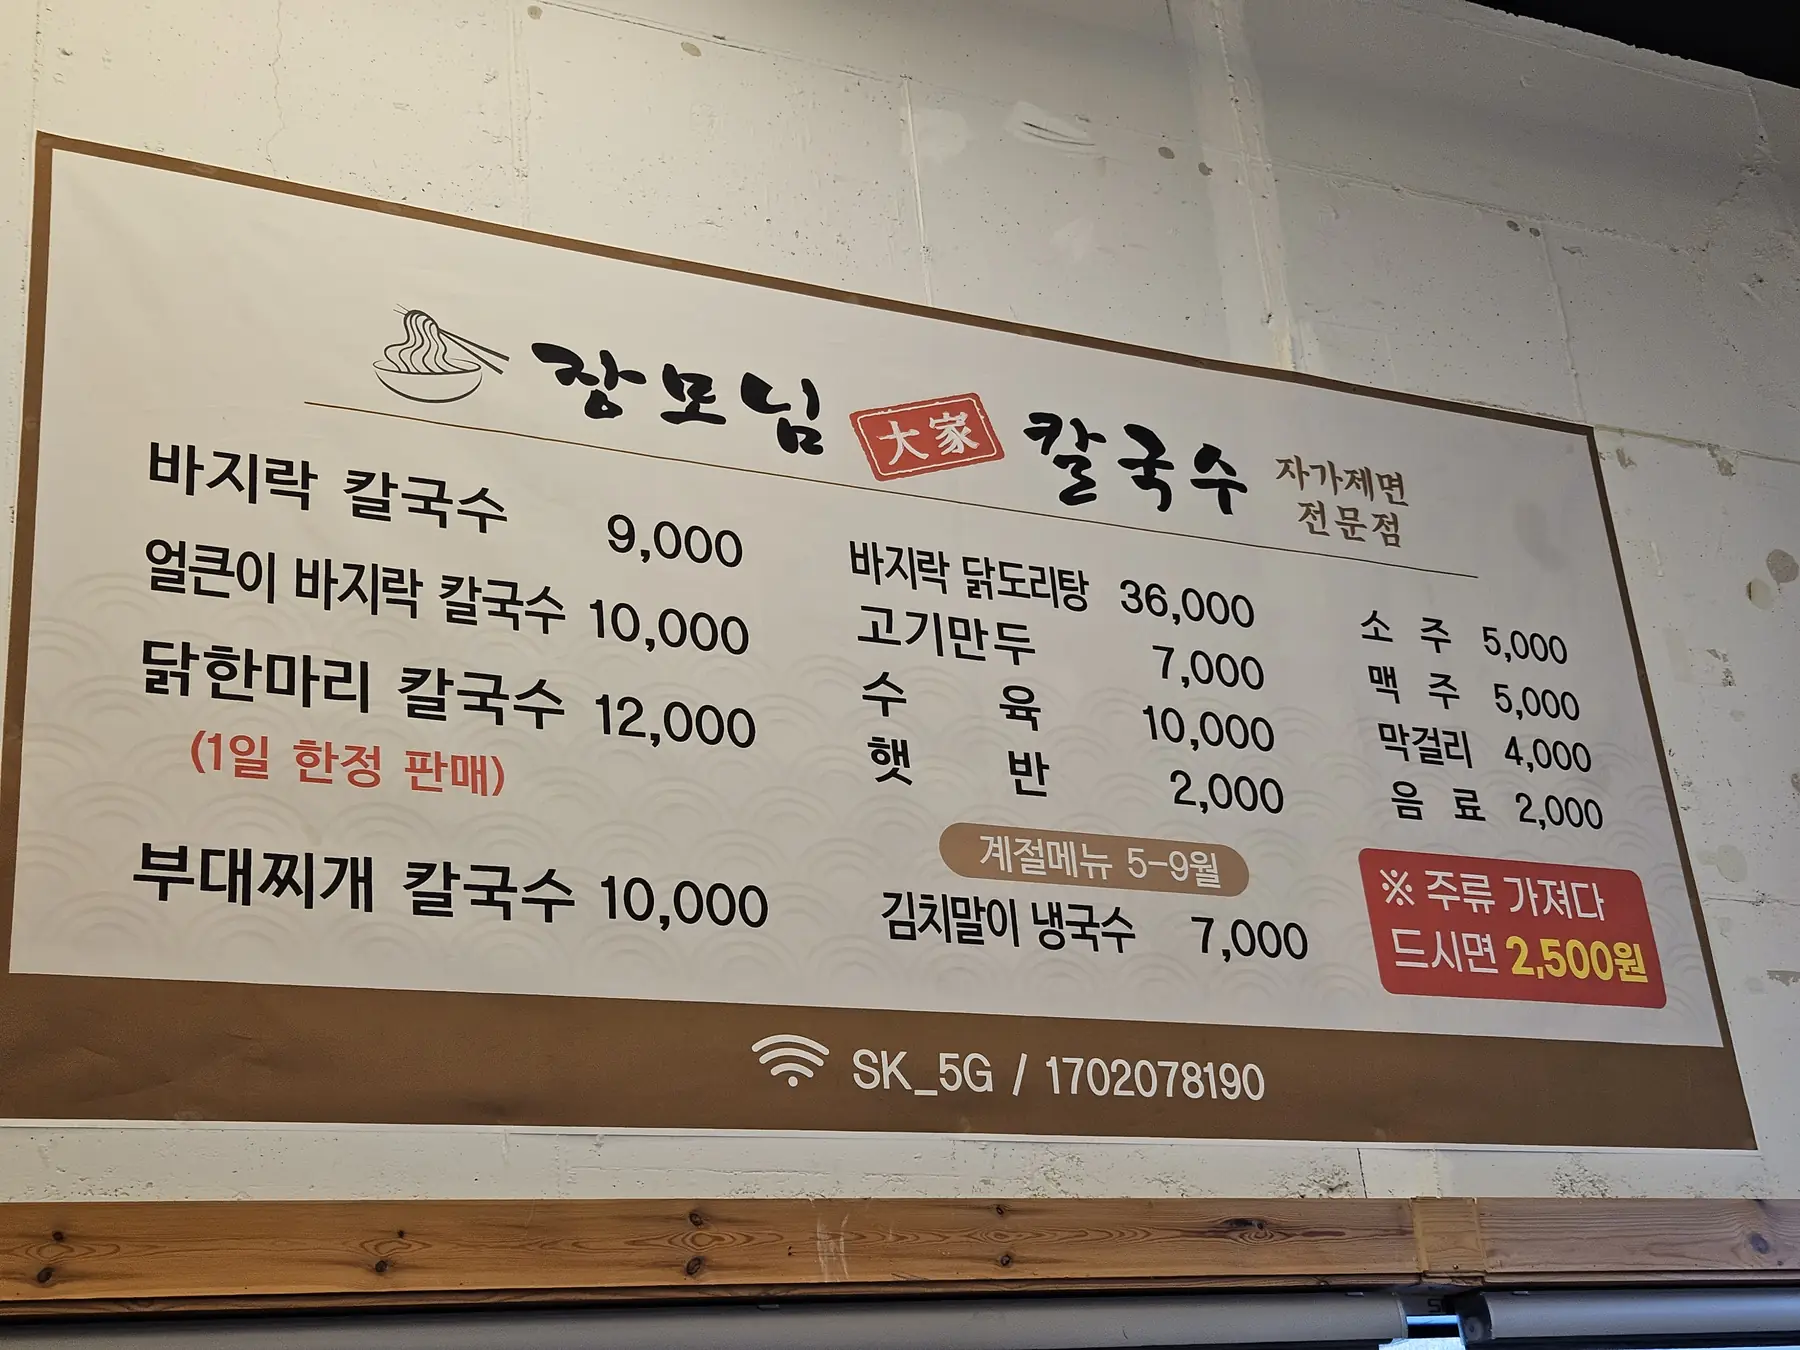 장모님 大家 칼국수 자가제면 전문점
바지락 칼국수 9,000
얼큰이 바지락 칼국수 10,000
닭한마리 칼국수 12,000
(1일 한정 판매)
부대찌개 칼국수 10,000
바지락 닭도리탕 36,000
고기만두 7,000
수육 10,000
햇반 2,000
계절메뉴 5-9월
김치말이 냉국수 7,000
소주 5,000
맥주 5,000
막걸리 4,000
음료 2,000
※ 주류 가져다
드시면 2,500원
SK_5G / 1702078190